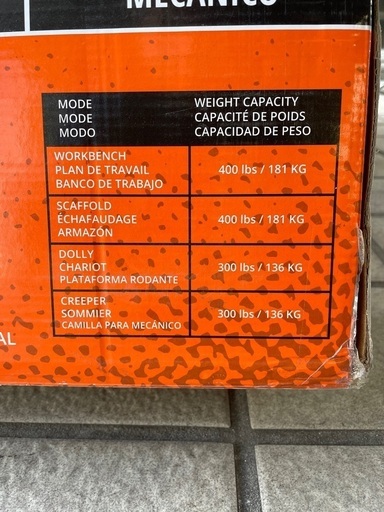 MECÁNICO
MODE WEIGHT CAPACITY
MODE CAPACITÉ DE POIDS
MODO CAPACIDAD DE PESO
WORKBENCH
PLAN DE TRAVAIL 400 lbs / 181 KG
BANCO DE TRABAJO
SCAFFOLD
ÉCHAFAUDAGE 400 lbs / 181 KG
ARMAZÓN
DOLLY
CHARIOT 300 lbs / 136 KG
PLATAFORMA RODANTE
CREEPER
SOMMIER 300 lbs / 136 KG
CAMILLA PARA MECÁNICO